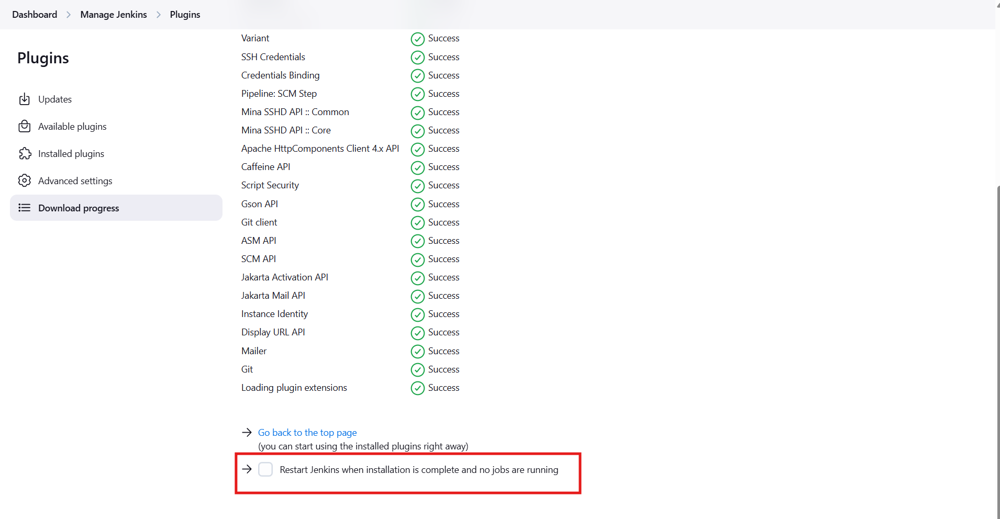 Dashboard > Manage Jenkins > Plugins
Plugins
Updates
Available plugins
Installed plugins
Advanced settings
Download progress
Variant Success
SSH Credentials Success
Credentials Binding Success
Pipeline: SCM Step Success
Mina SSHD API :: Common Success
Mina SSHD API :: Core Success
Apache HttpComponents Client 4.x API Success
Caffeine API Success
Script Security Success
Gson API Success
Git client Success
ASM API Success
SCM API Success
Jakarta Activation API Success
Jakarta Mail API Success
Instance Identity Success
Display URL API Success
Mailer Success
Git Success
Loading plugin extensions Success
→ Go back to the top page
(you can start using the installed plugins right away)
→ Restart Jenkins when installation is complete and no jobs are running